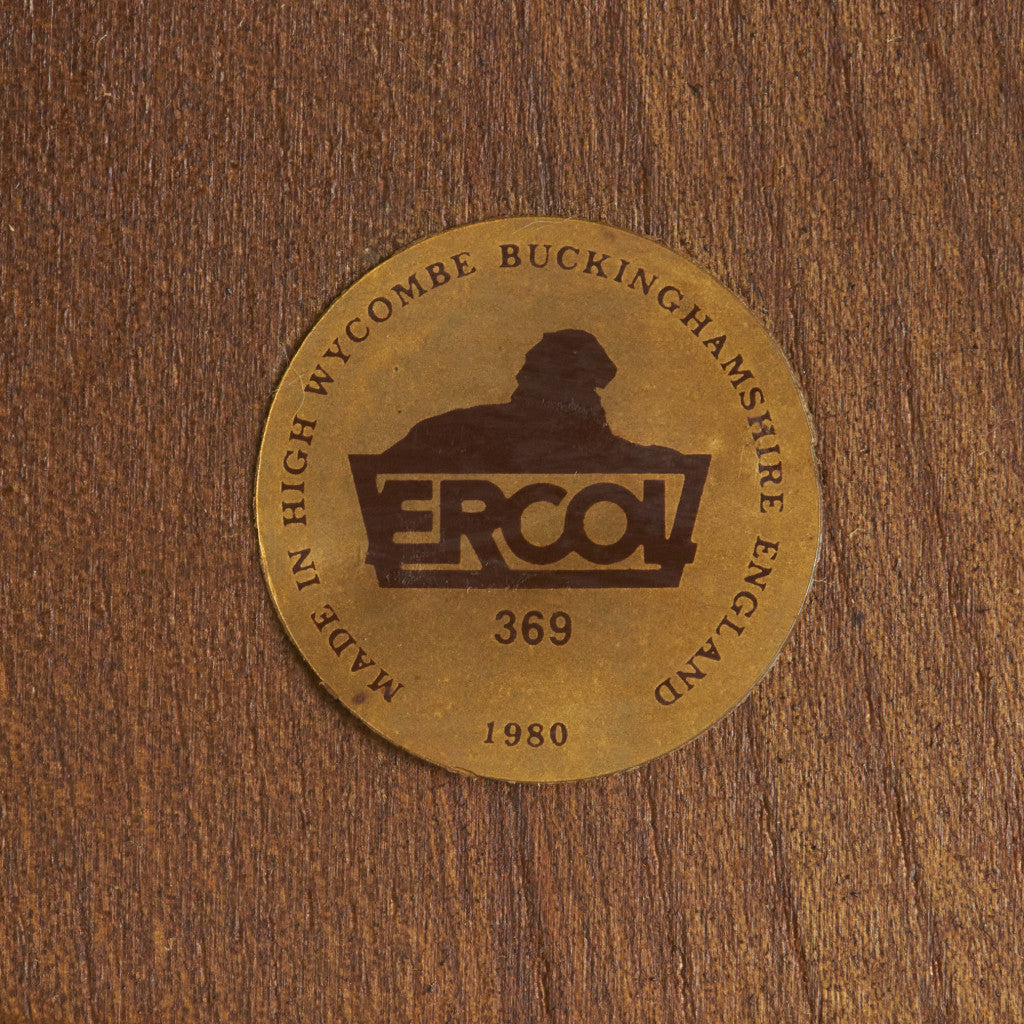 MADE IN HIGH WYCOMBE BUCKINGHAMSHIRE ENGLAND
ERCOL
369
1980